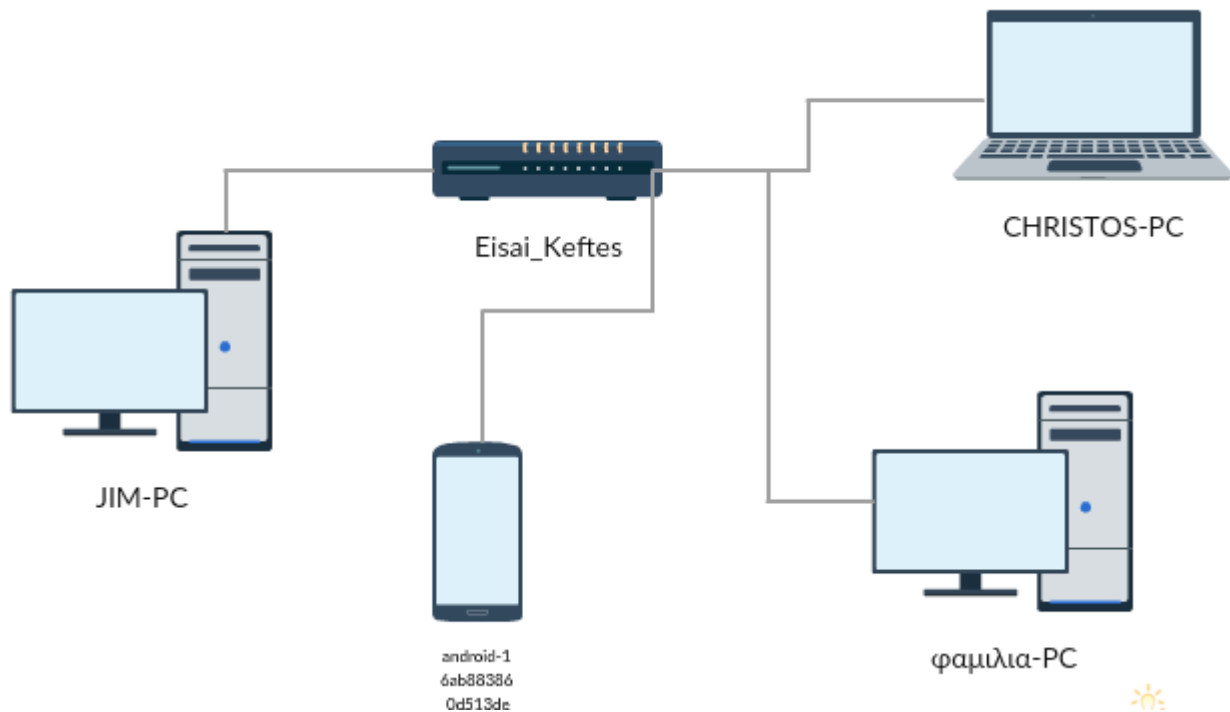 CHRISTOS-PC
Eisai_Keftes
JIM-PC
android-1
6ab88386
0d513de
φαμιλια-PC